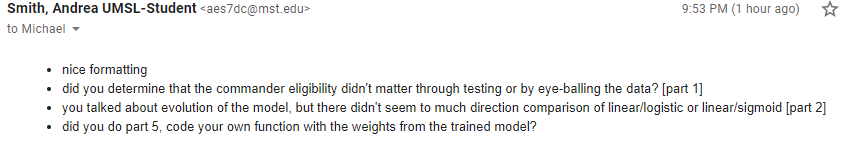 Smith, Andrea UMSL-Student <aes7dc@mst.edu> 9:53 PM (1 hour ago)
to Michael
• nice formatting
• did you determine that the commander eligibility didn't matter through testing or by eye-balling the data? [part 1]
• you talked about evolution of the model, but there didn't seem to much direction comparison of linear/logistic or linear/sigmoid [part 2]
• did you do part 5, code your own function with the weights from the trained model?